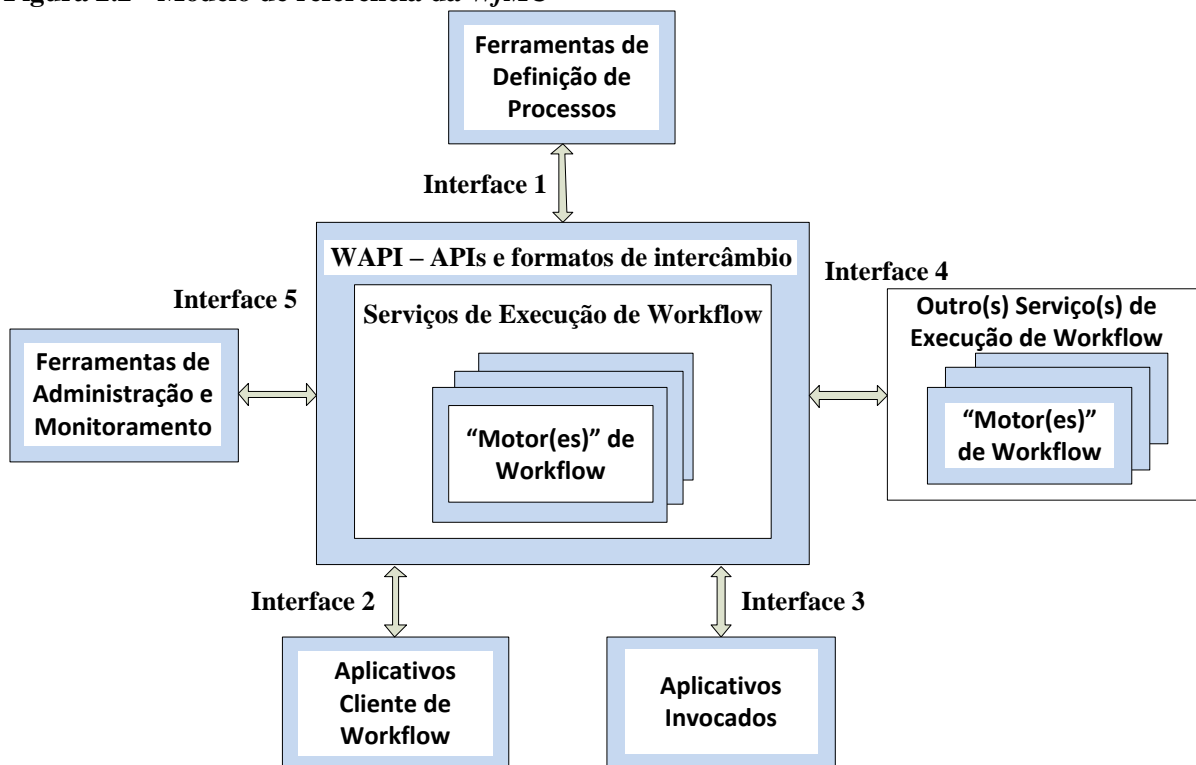 Figura 2.2 - Modelo de referência da WfMC
Ferramentas de
Definição de
Processos
Interface 1
WAPI – APIs e formatos de intercâmbio
Interface 4
Interface 5
Serviços de Execução de Workflow
Outro(s) Serviço(s) de
Execução de Workflow
Ferramentas de
Administração e
Monitoramento
“Motor(es)” de
Workflow
“Motor(es)”
de Workflow
Interface 2
Interface 3
Aplicativos
Cliente de
Workflow
Aplicativos
Invocados